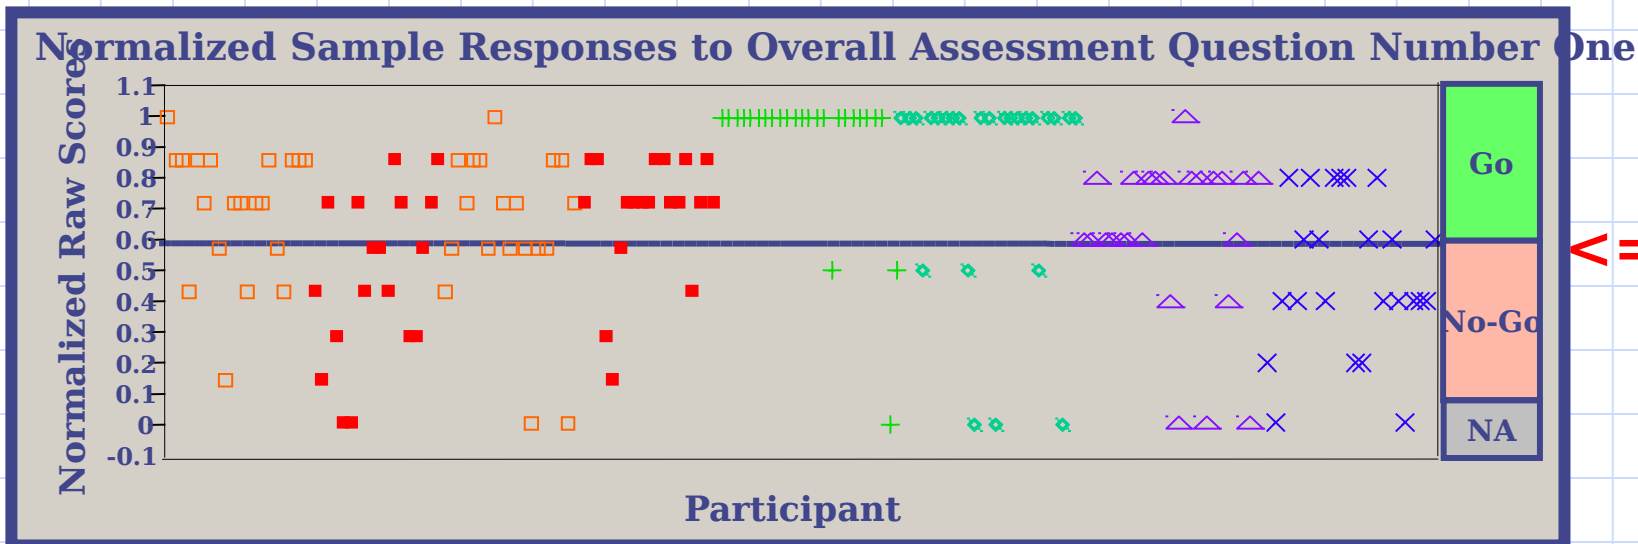 Normalized Sample Responses to Overall Assessment Question Number One
Normalized Raw Scores
1.1
1
0.9
0.8
0.7
0.6
0.5
0.4
0.3
0.2
0.1
0
-0.1
Go
No-Go
NA
<=
Participant